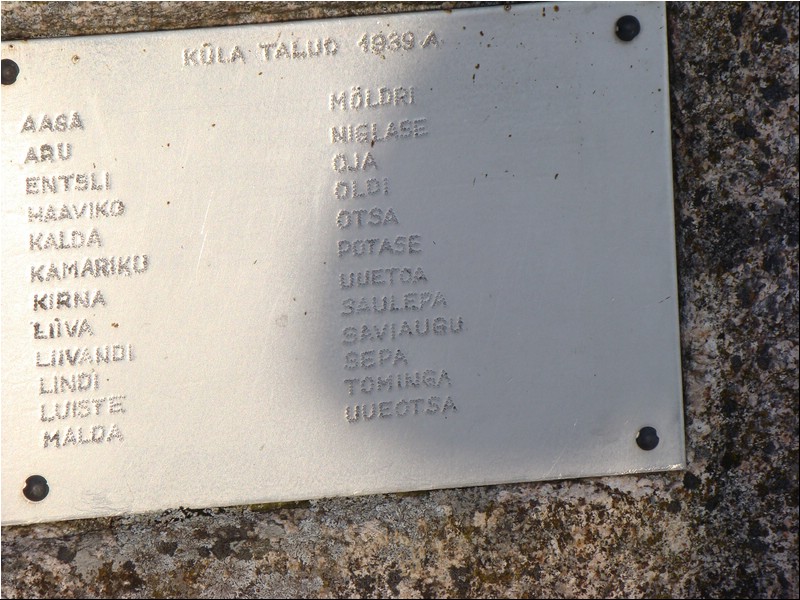 KÜLA TALUD 1939 A
AASA
ARU
ENTSLI
HAAVIKO
KALDA
KAMARIKU
KIRNA
LIIVA
LIIVANDI
LINDI
LUISTE
MALDA
MÖLDRI
NIGLASE
OJA
OLDI
OTSA
POTASE
UUETOA
SAULEPA
SAVIAUGU
SEPA
TOMINGA
UUEOTSA